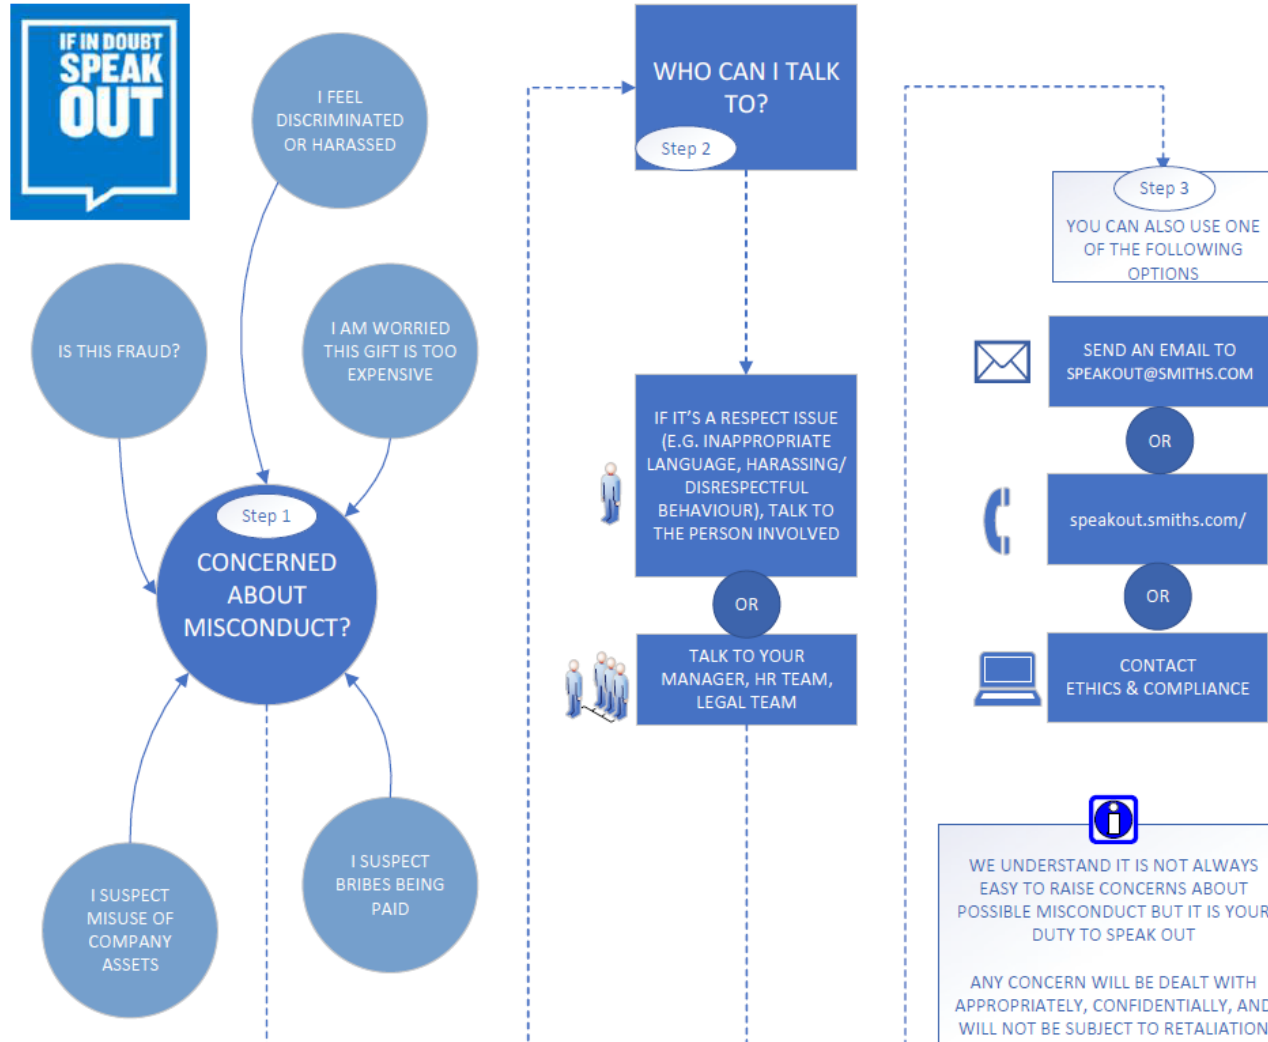 IF IN DOUBT
SPEAK
OUT
I FEEL
DISCRIMINATED
OR HARASSED
IS THIS FRAUD?
I AM WORRIED
THIS GIFT IS TOO
EXPENSIVE
Step 1
CONCERNED
ABOUT
MISCONDUCT?
I SUSPECT
MISUSE OF
COMPANY
ASSETS
I SUSPECT
BRIBES BEING
PAID
WHO CAN I TALK
TO?
Step 2
IF IT'S A RESPECT ISSUE
(E.G. INAPPROPRIATE
LANGUAGE, HARASSING/
DISRESPECTFUL
BEHAVIOUR), TALK TO
THE PERSON INVOLVED
OR
TALK TO YOUR
MANAGER, HR TEAM,
LEGAL TEAM
Step 3
YOU CAN ALSO USE ONE
OF THE FOLLOWING
OPTIONS
SEND AN EMAIL TO
SPEAKOUT@SMITHS.COM
OR
speakout.smiths.com/
OR
CONTACT
ETHICS & COMPLIANCE
i
WE UNDERSTAND IT IS NOT ALWAYS
EASY TO RAISE CONCERNS ABOUT
POSSIBLE MISCONDUCT BUT IT IS YOUR
DUTY TO SPEAK OUT
ANY CONCERN WILL BE DEALT WITH
APPROPRIATELY, CONFIDENTIALLY, AND
WILL NOT BE SUBJECT TO RETALIATION